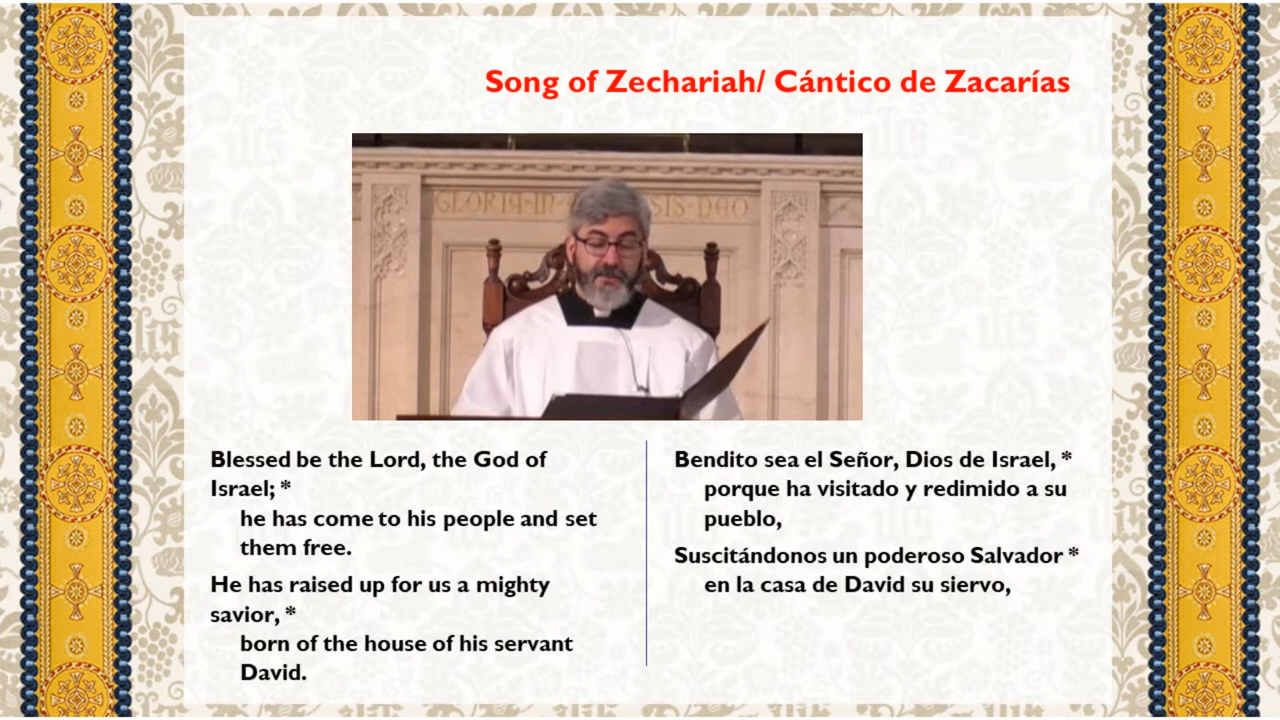 Song of Zechariah/ Cántico de Zacarías
GLORIA IN
SIS DEO
Blessed be the Lord, the God of
Israel; *
he has come to his people and set
them free.
He has raised up for us a mighty
savior, *
born of the house of his servant
David.
Bendito sea el Señor, Dios de Israel, *
porque ha visitado y redimido a su
pueblo,
Suscitándonos un poderoso Salvador *
en la casa de David su siervo,